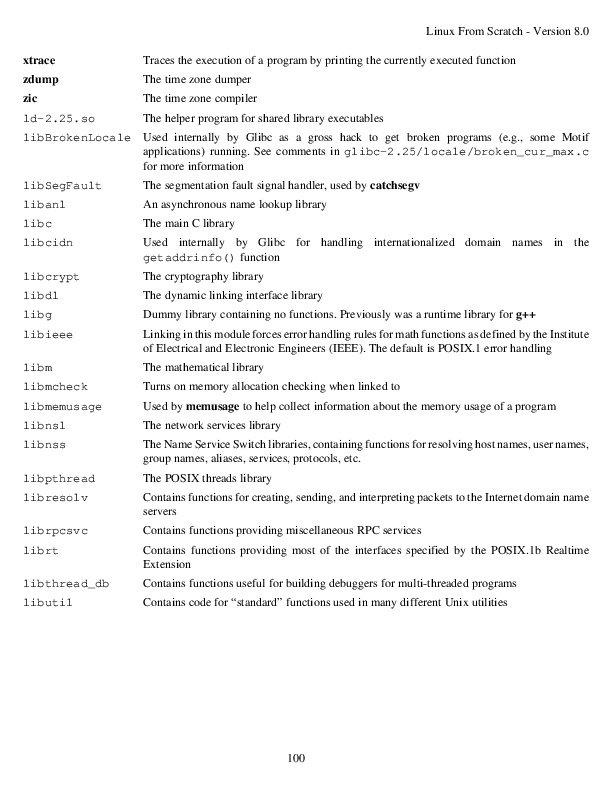 Linux From Scratch - Version 8.0
xtrace Traces the execution of a program by printing the currently executed function
zdump The time zone dumper
zic The time zone compiler
ld-2.25.so The helper program for shared library executables
libBrokenLocale Used internally by Glibc as a gross hack to get broken programs (e.g., some Motif
applications) running. See comments in glibc-2.25/locale/broken_cur_max.c
for more information
libSegFault The segmentation fault signal handler, used by catchsegv
libanl An asynchronous name lookup library
libc The main C library
libcidn Used internally by Glibc for handling internationalized domain names in the
getaddrinfo() function
libcrypt The cryptography library
libdl The dynamic linking interface library
libg Dummy library containing no functions. Previously was a runtime library for g++
libieee Linking in this module forces error handling rules for math functions as defined by the Institute
of Electrical and Electronic Engineers (IEEE). The default is POSIX.1 error handling
libm The mathematical library
libmcheck Turns on memory allocation checking when linked to
libmemusage Used by memusage to help collect information about the memory usage of a program
libnsl The network services library
libnss The Name Service Switch libraries, containing functions for resolving host names, user names,
group names, aliases, services, protocols, etc.
libpthread The POSIX threads library
libresolv Contains functions for creating, sending, and interpreting packets to the Internet domain name
servers
librpcsvc Contains functions providing miscellaneous RPC services
librt Contains functions providing most of the interfaces specified by the POSIX.1b Realtime
Extension
libthread_db Contains functions useful for building debuggers for multi-threaded programs
libutil Contains code for “standard” functions used in many different Unix utilities
100